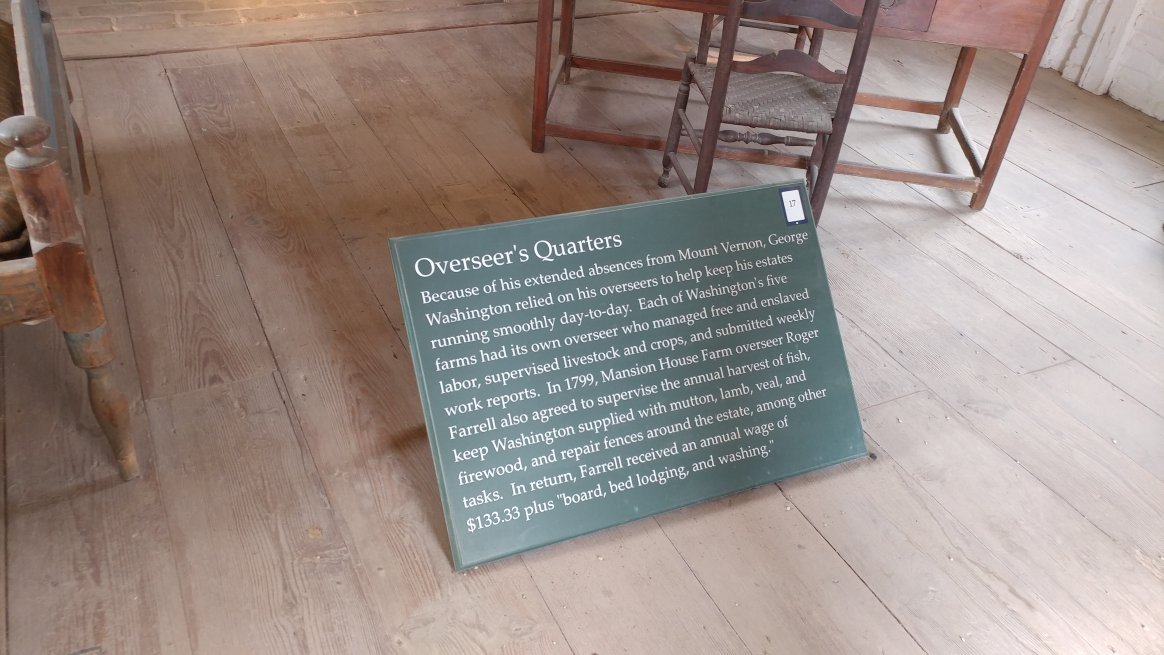 17
Overseer's Quarters
Because of his extended absences from Mount Vernon, George
Washington relied on his overseers to help keep his estates
running smoothly day-to-day. Each of Washington's five
farms had its own overseer who managed free and enslaved
labor, supervised livestock and crops, and submitted weekly
work reports. In 1799, Mansion House Farm overseer Roger
Farrell also agreed to supervise the annual harvest of fish,
keep Washington supplied with mutton, lamb, veal, and
firewood, and repair fences around the estate, among other
tasks. In return, Farrell received an annual wage of
$133.33 plus "board, bed lodging, and washing."